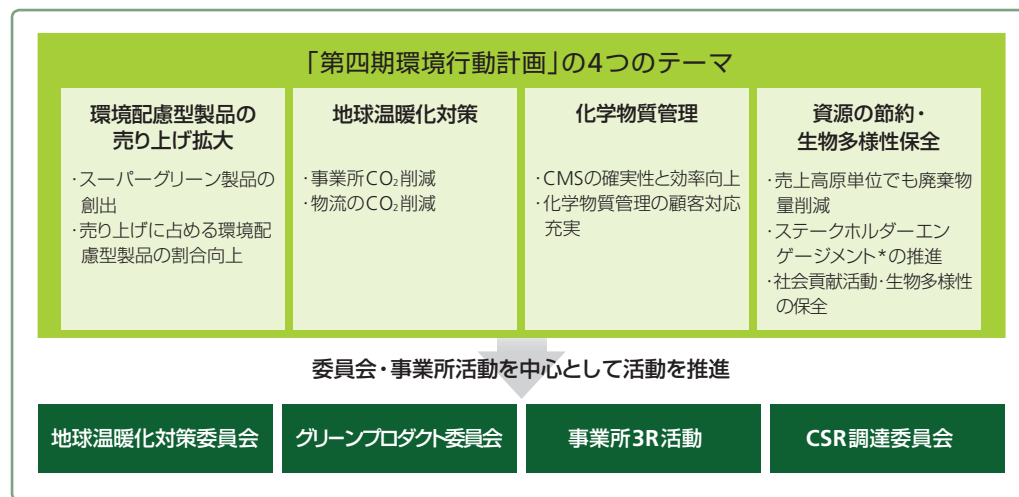 「第四期環境行動計画」の4つのテーマ
環境配慮型製品の
売り上げ拡大
・スーパーグリーン製品の
創出
・売り上げに占める環境配
慮型製品の割合向上
地球温暖化対策
・事業所CO₂削減
・物流のCO₂削減
化学物質管理
・CMSの確実性と効率向上
・化学物質管理の顧客対応
充実
資源の節約・
生物多様性保全
・売上高原単位でも廃棄物
量削減
・ステークホルダーエン
ゲージメント*の推進
・社会貢献活動・生物多様性
の保全
委員会・事業所活動を中心として活動を推進
地球温暖化対策委員会
グリーンプロダクト委員会
事業所3R活動
CSR調達委員会